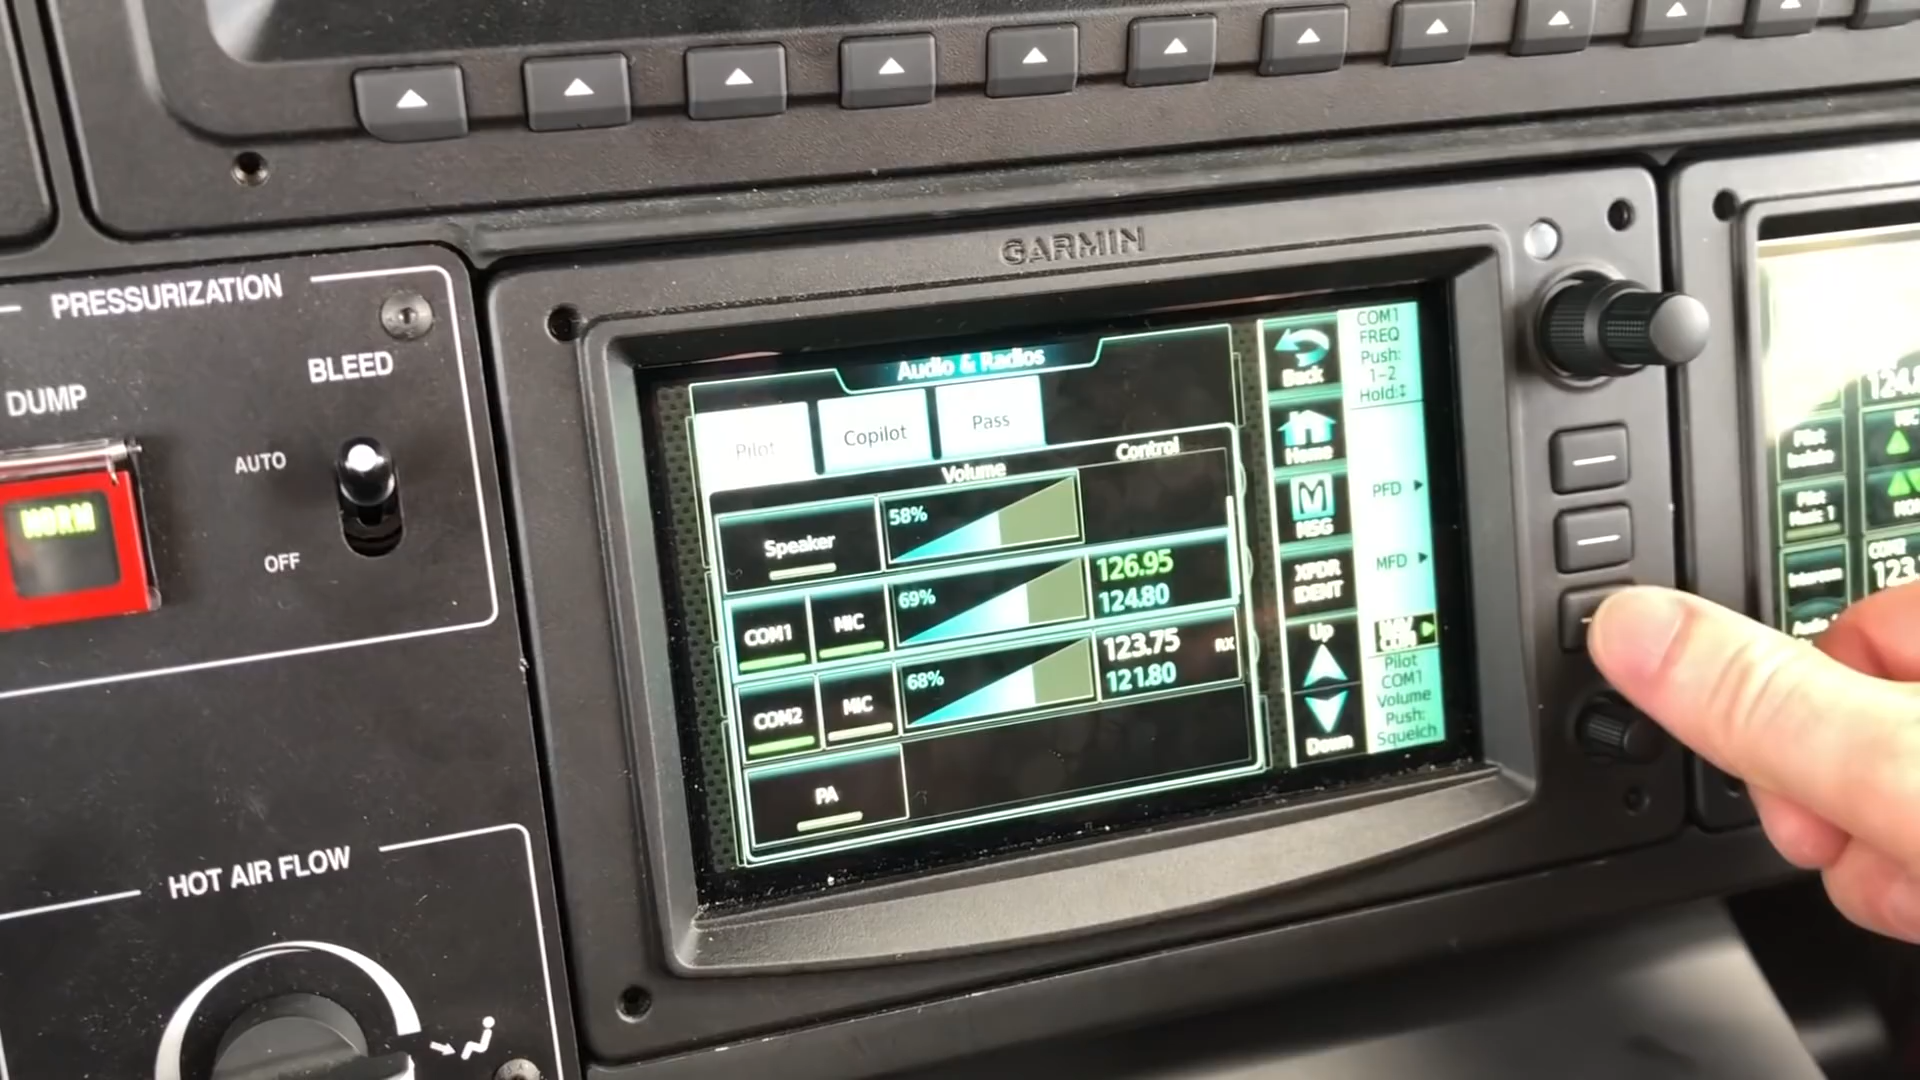 GARMIN
PRESSURIZATION
BLEED
DUMP
AUTO
OFF
NORM
HOT AIR FLOW
Audio & Radios
Pilot
Copilot
Pass
Volume
Control
Speaker
58%
COM1
MIC
69%
126.95
124.80
COM2
MIC
68%
123.75
RX
121.80
PA
Back
Home
MSG
XPDR
IDENT
Up
Down
COM1
FREQ
Push:
1-2
Hold:↕
PFD
MFD
Pilot
COM1
Volume
Push:
Squelch
Pilot
COM2